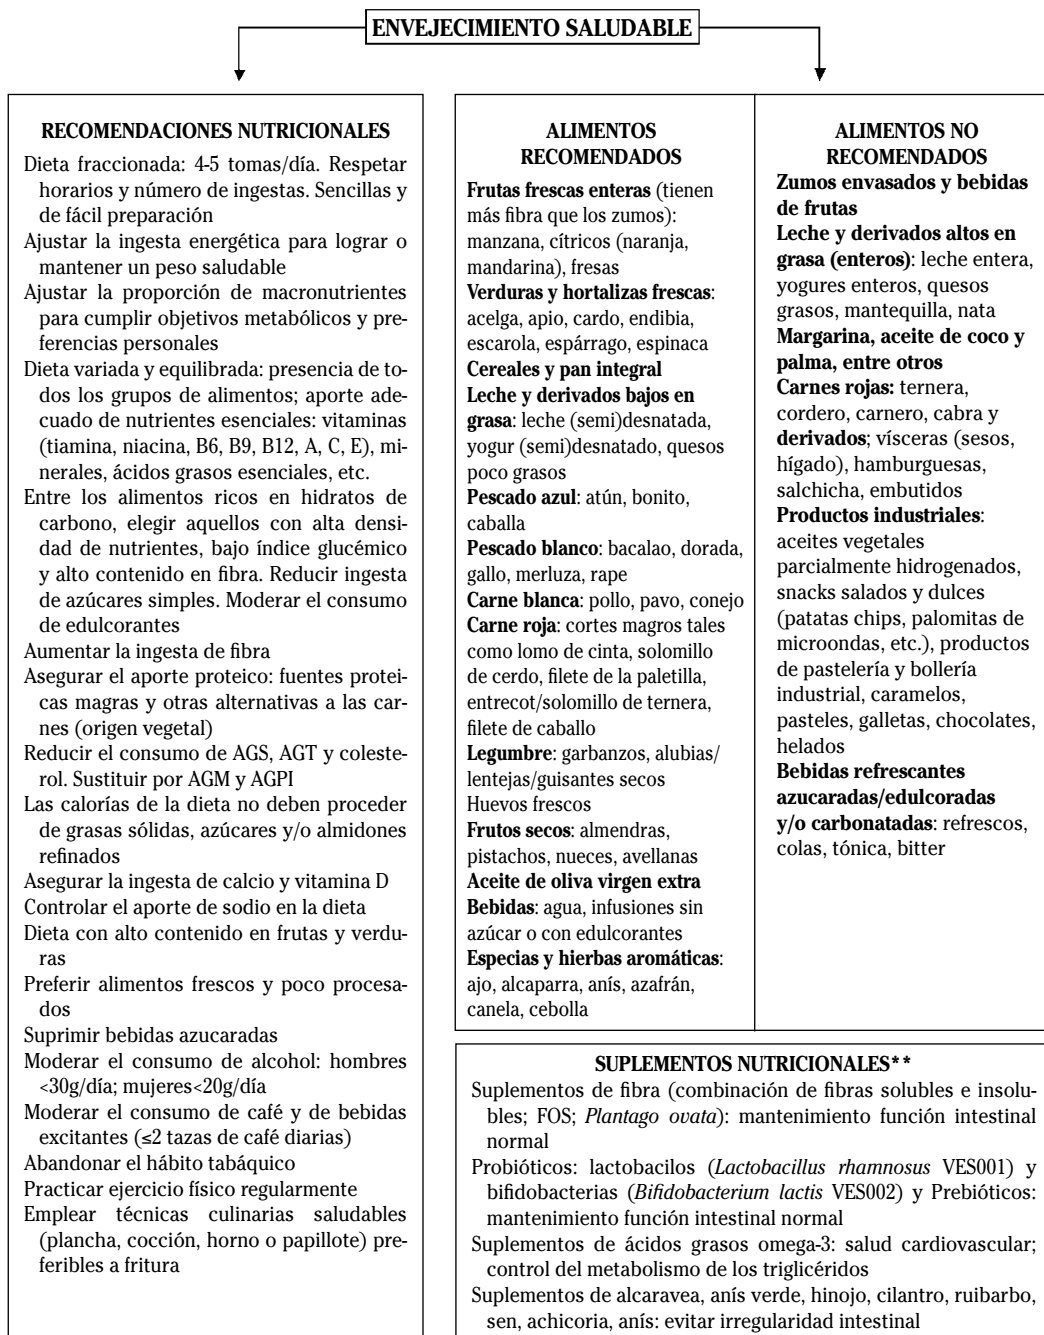 ENVEJECIMIENTO SALUDABLE
RECOMENDACIONES NUTRICIONALES
Dieta fraccionada: 4-5 tomas/día. Respetar
horarios y número de ingestas. Sencillas y
de fácil preparación
Ajustar la ingesta energética para lograr o
mantener un peso saludable
Ajustar la proporción de macronutrientes
para cumplir objetivos metabólicos y pre-
ferencias personales
Dieta variada y equilibrada: presencia de to-
dos los grupos de alimentos; aporte ade-
cuado de nutrientes esenciales: vitaminas
(tiamina, niacina, B6, B9, B12, A, C, E), mi-
nerales, ácidos grasos esenciales, etc.
Entre los alimentos ricos en hidratos de
carbono, elegir aquellos con alta densi-
dad de nutrientes, bajo índice glucémico
y alto contenido en fibra. Reducir ingesta
de azúcares simples. Moderar el consumo
de edulcorantes
Aumentar la ingesta de fibra
Asegurar el aporte proteico: fuentes protei-
cas magras y otras alternativas a las car-
nes (origen vegetal)
Reducir el consumo de AGS, AGT y coleste-
rol. Sustituir por AGM y AGPI
Las calorías de la dieta no deben proceder
de grasas sólidas, azúcares y/o almidones
refinados
Asegurar la ingesta de calcio y vitamina D
Controlar el aporte de sodio en la dieta
Dieta con alto contenido en frutas y verdu-
ras
Preferir alimentos frescos y poco procesa-
dos
Suprimir bebidas azucaradas
Moderar el consumo de alcohol: hombres
<30g/día; mujeres<20g/día
Moderar el consumo de café y de bebidas
excitantes (≤2 tazas de café diarias)
Abandonar el hábito tabáquico
Practicar ejercicio físico regularmente
Emplear técnicas culinarias saludables
(plancha, cocción, horno o papillote) pre-
feribles a fritura
ALIMENTOS
RECOMENDADOS
Frutas frescas enteras (tienen
más fibra que los zumos):
manzana, cítricos (naranja,
mandarina), fresas
Verduras y hortalizas frescas:
acelga, apio, cardo, endibia,
escarola, espárrago, espinaca
Cereales y pan integral
Leche y derivados bajos en
grasa: leche (semi)desnatada,
yogur (semi)desnatado, quesos
poco grasos
Pescado azul: atún, bonito,
caballa
Pescado blanco: bacalao, dorada,
gallo, merluza, rape
Carne blanca: pollo, pavo, conejo
Carne roja: cortes magros tales
como lomo de cinta, solomillo
de cerdo, filete de la paletilla,
entrecot/solomillo de ternera,
filete de caballo
Legumbre: garbanzos, alubias/
lentejas/guisantes secos
Huevos frescos
Frutos secos: almendras,
pistachos, nueces, avellanas
Aceite de oliva virgen extra
Bebidas: agua, infusiones sin
azúcar o con edulcorantes
Especias y hierbas aromáticas:
ajo, alcaparra, anís, azafrán,
canela, cebolla
ALIMENTOS NO
RECOMENDADOS
Zumos envasados y bebidas
de frutas
Leche y derivados altos en
grasa (enteros): leche entera,
yogures enteros, quesos
grasos, mantequilla, nata
Margarina, aceite de coco y
palma, entre otros
Carnes rojas: ternera,
cordero, carnero, cabra y
derivados; vísceras (sesos,
hígado), hamburguesas,
salchicha, embutidos
Productos industriales:
aceites vegetales
parcialmente hidrogenados,
snacks salados y dulces
(patatas chips, palomitas de
microondas, etc.), productos
de pastelería y bollería
industrial, caramelos,
pasteles, galletas, chocolates,
helados
Bebidas refrescantes
azucaradas/edulcoradas
y/o carbonatadas: refrescos,
colas, tónica, bitter
SUPLEMENTOS NUTRICIONALES**
Suplementos de fibra (combinación de fibras solubles e insolu-
bles; FOS; Plantago ovata): mantenimiento función intestinal
normal
Probióticos: lactobacilos (Lactobacillus rhamnosus VES001) y
bifidobacterias (Bifidobacterium lactis VES002) y Prebióticos:
mantenimiento función intestinal normal
Suplementos de ácidos grasos omega-3: salud cardiovascular;
control del metabolismo de los triglicéridos
Suplementos de alcaravea, anís verde, hinojo, cilantro, ruibarbo,
sen, achicoria, anís: evitar irregularidad intestinal